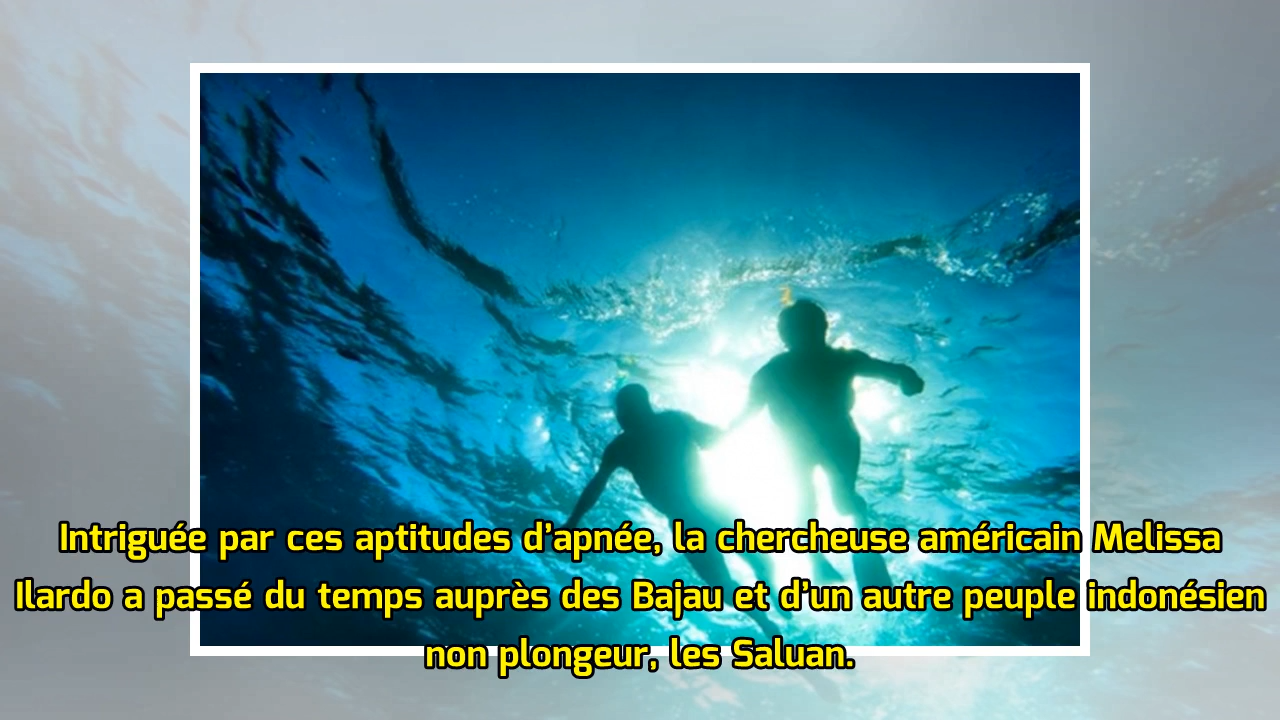 Intriguée par ces aptitudes d’apnée, la chercheuse américain Melissa
Ilardo a passé du temps auprès des Bajau et d’un autre peuple indonésien
non plongeur, les Saluan.